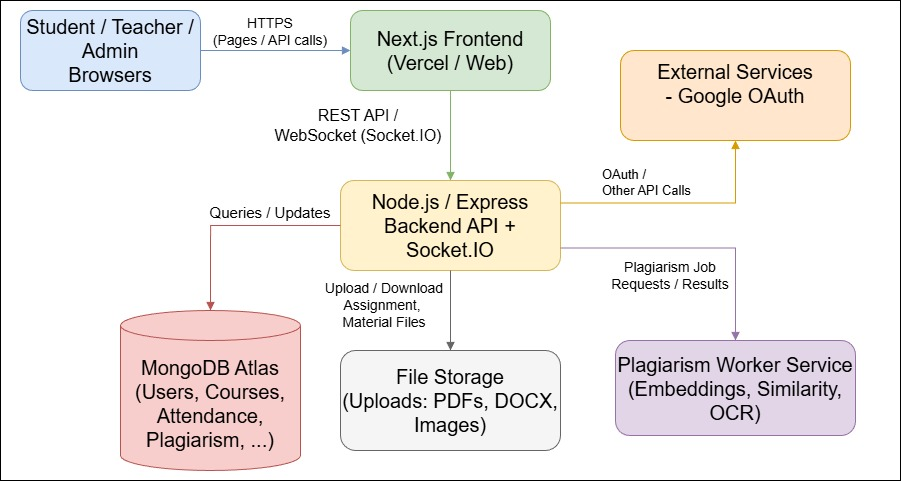 Student / Teacher /
Admin
Browsers
HTTPS
(Pages / API calls)
Next.js Frontend
(Vercel / Web)
External Services
- Google OAuth
REST API /
WebSocket (Socket.IO)
OAuth /
Other API Calls
Node.js / Express
Backend API +
Socket.IO
Queries / Updates
Upload / Download
Assignment,
Material Files
Plagiarism Job
Requests / Results
MongoDB Atlas
(Users, Courses,
Attendance,
Plagiarism, ...)
File Storage
(Uploads: PDFs, DOCX,
Images)
Plagiarism Worker Service
(Embeddings, Similarity,
OCR)